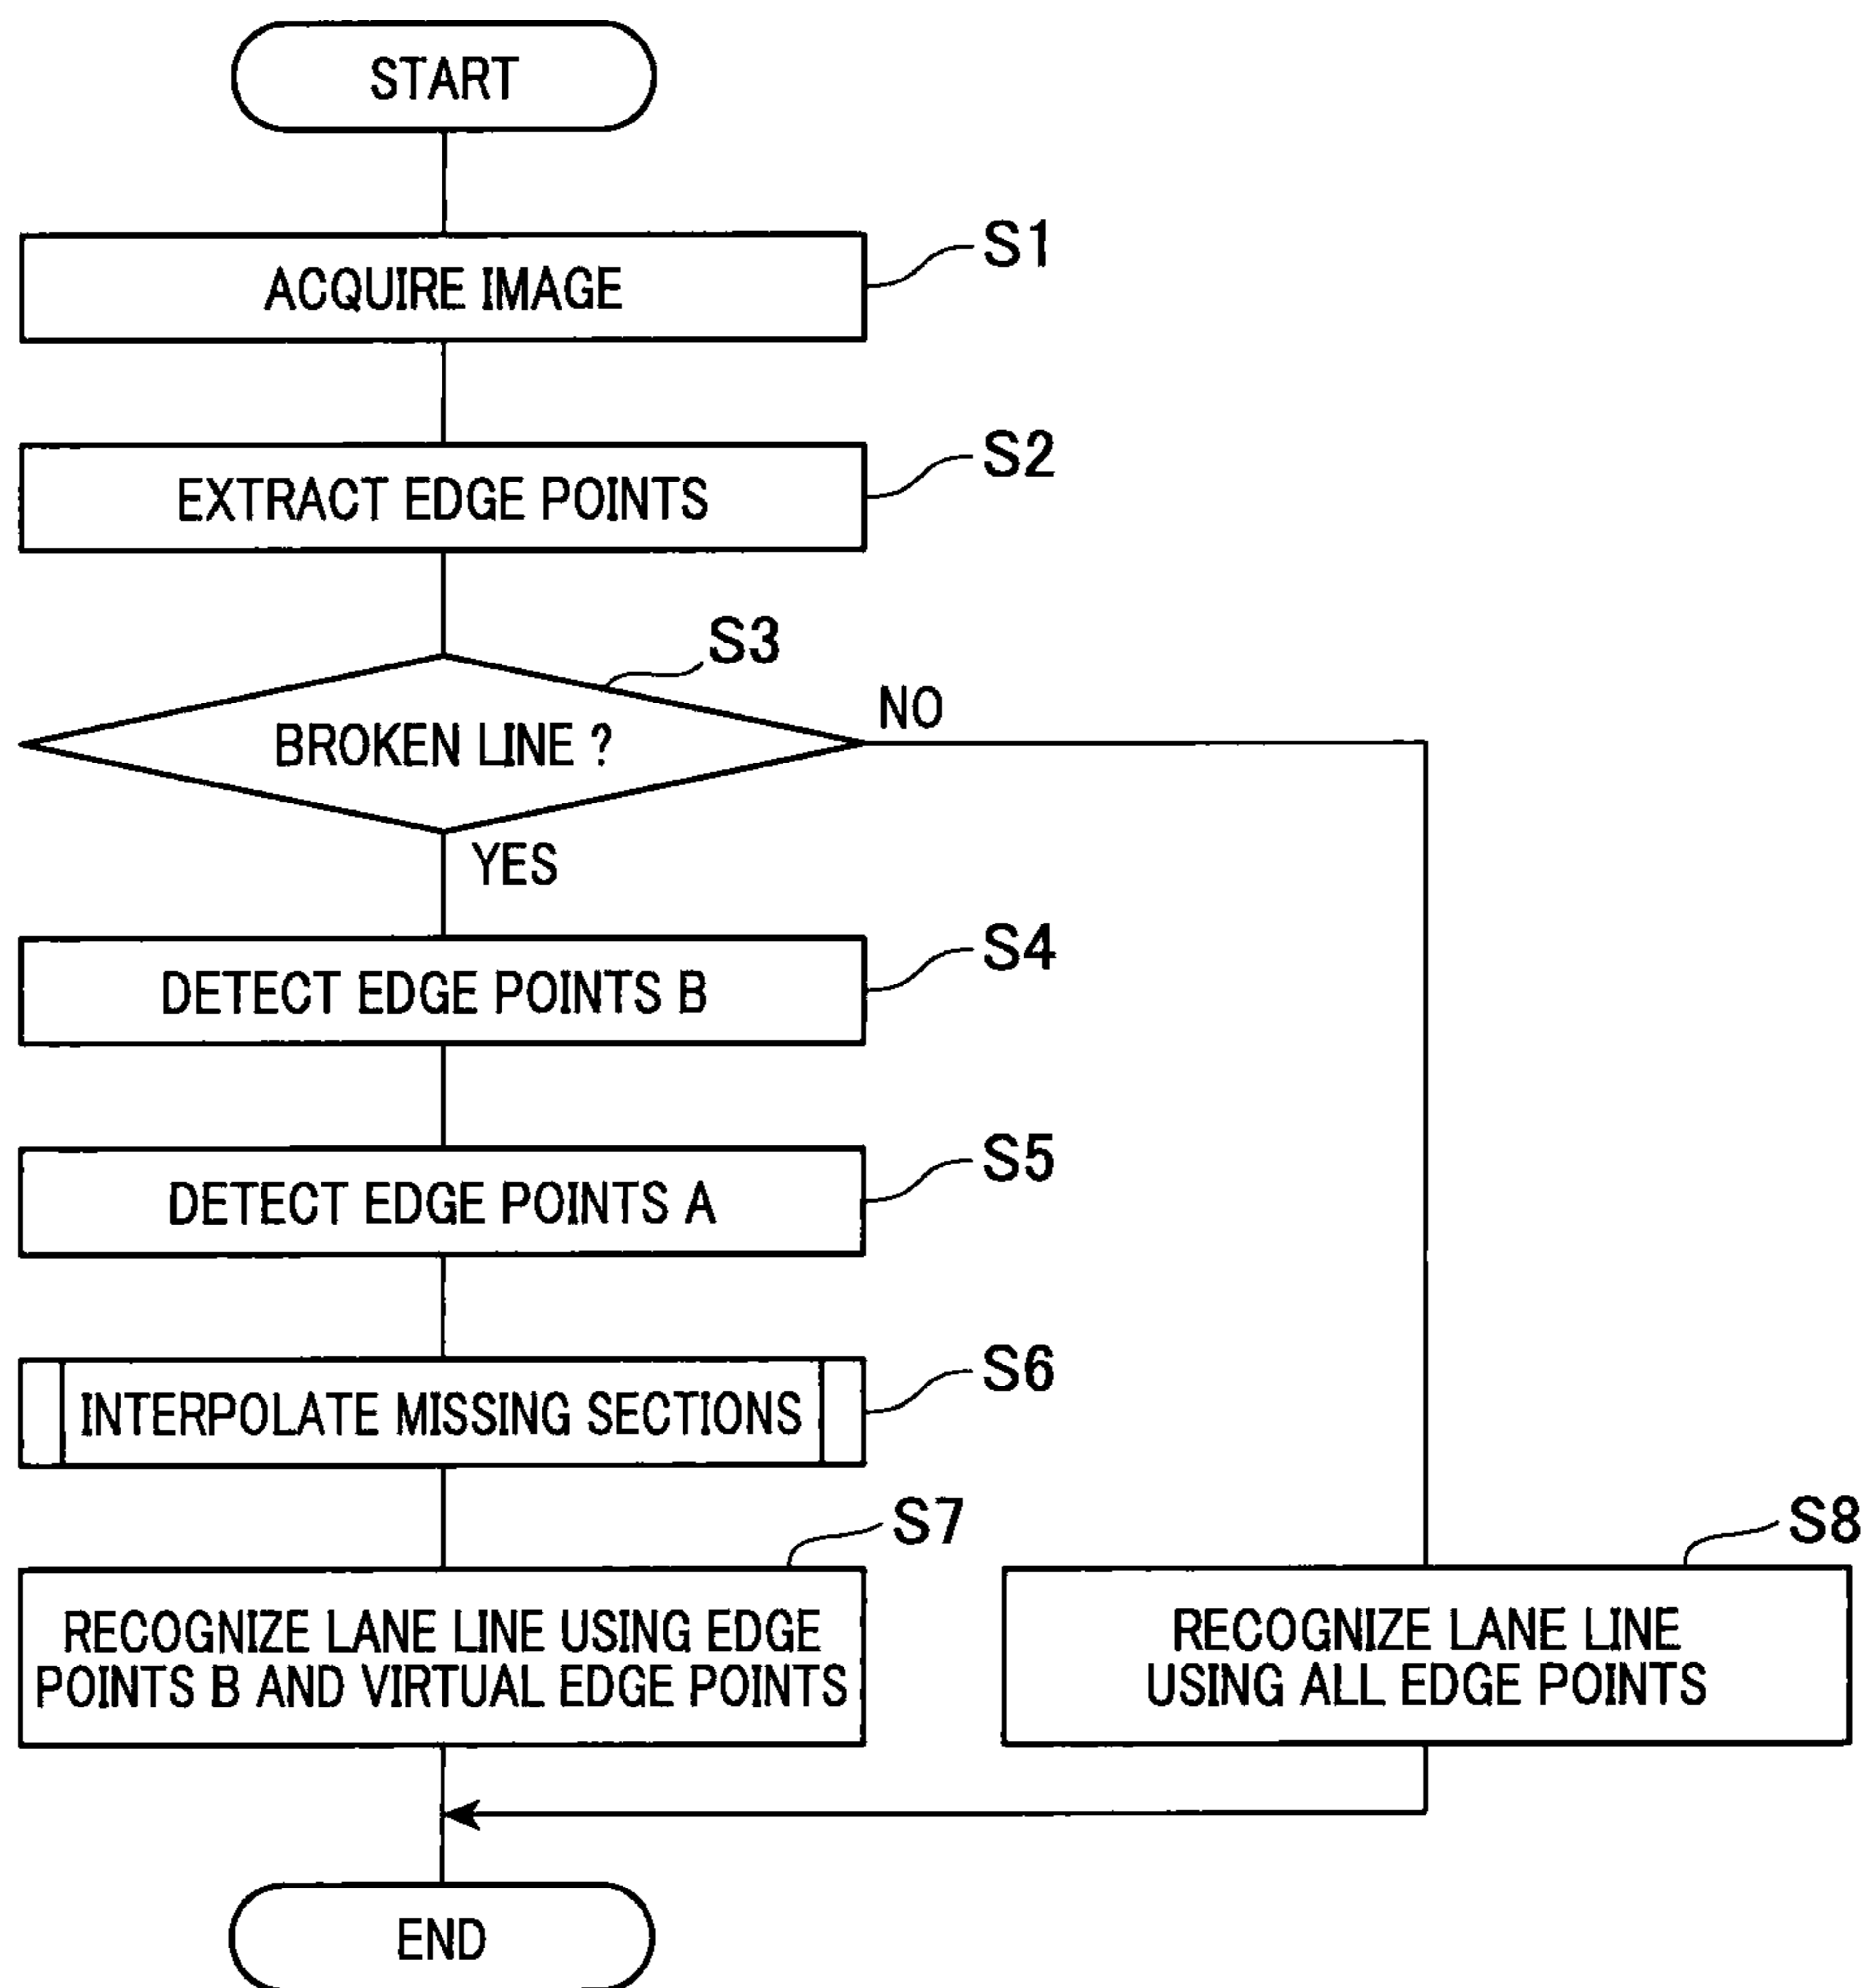 START
S1
ACQUIRE IMAGE
S2
EXTRACT EDGE POINTS
S3
NO
BROKEN LINE ?
YES
S4
DETECT EDGE POINTS B
S5
DETECT EDGE POINTS A
S6
INTERPOLATE MISSING SECTIONS
S7
RECOGNIZE LANE LINE USING EDGE
POINTS B AND VIRTUAL EDGE POINTS
S8
RECOGNIZE LANE LINE
USING ALL EDGE POINTS
END